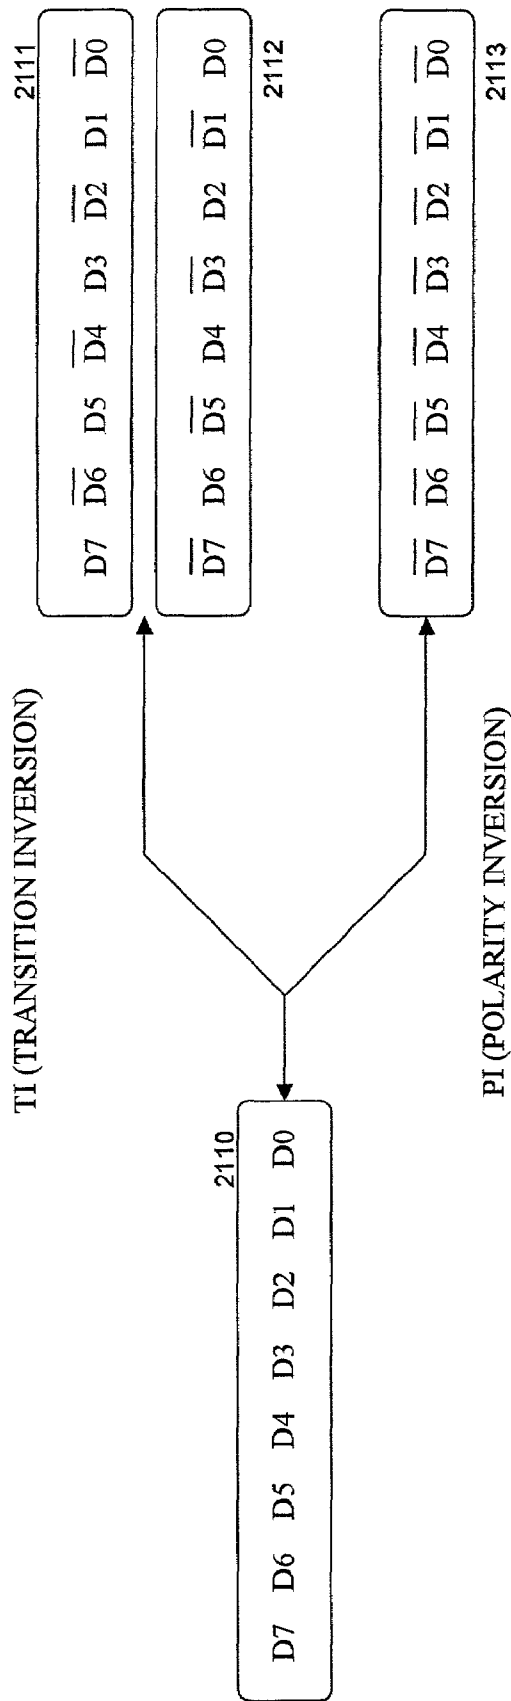 TI (TRANSITION INVERSION)
2111
D7 D̅6̅ D5 D̅4̅ D3 D̅2̅ D1 D̅0̅
D̅7̅ D6 D̅5̅ D4 D̅3̅ D2 D̅1̅ D0
2112
2110
D7 D6 D5 D4 D3 D2 D1 D0
D̅7̅ D̅6̅ D̅5̅ D̅4̅ D̅3̅ D̅2̅ D̅1̅ D̅0̅
2113
PI (POLARITY INVERSION)